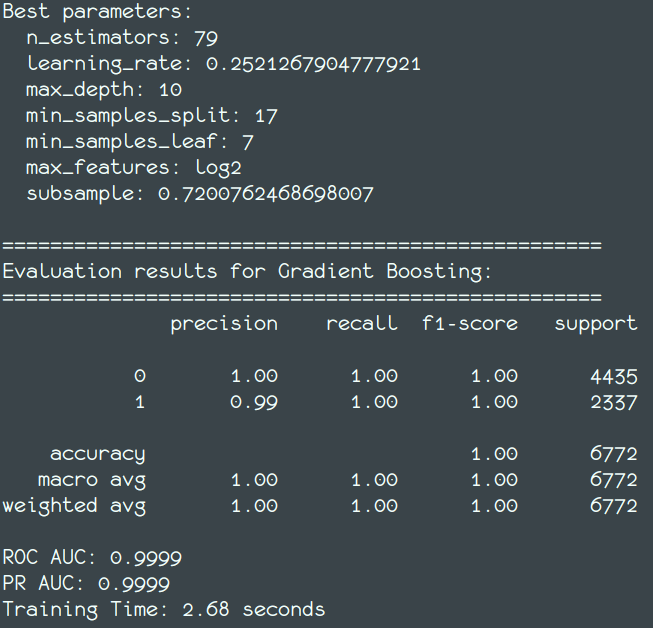 Best parameters:
  n_estimators: 79
  learning_rate: 0.2521267904777921
  max_depth: 10
  min_samples_split: 17
  min_samples_leaf: 7
  max_features: log2
  subsample: 0.7200762468698007
==================================================
Evaluation results for Gradient Boosting:
==================================================
              precision    recall  f1-score   support
           0       1.00      1.00      1.00      4435
           1       0.99      1.00      1.00      2337
    accuracy                           1.00      6772
   macro avg       1.00      1.00      1.00      6772
weighted avg       1.00      1.00      1.00      6772
ROC AUC: 0.9999
PR AUC: 0.9999
Training Time: 2.68 seconds